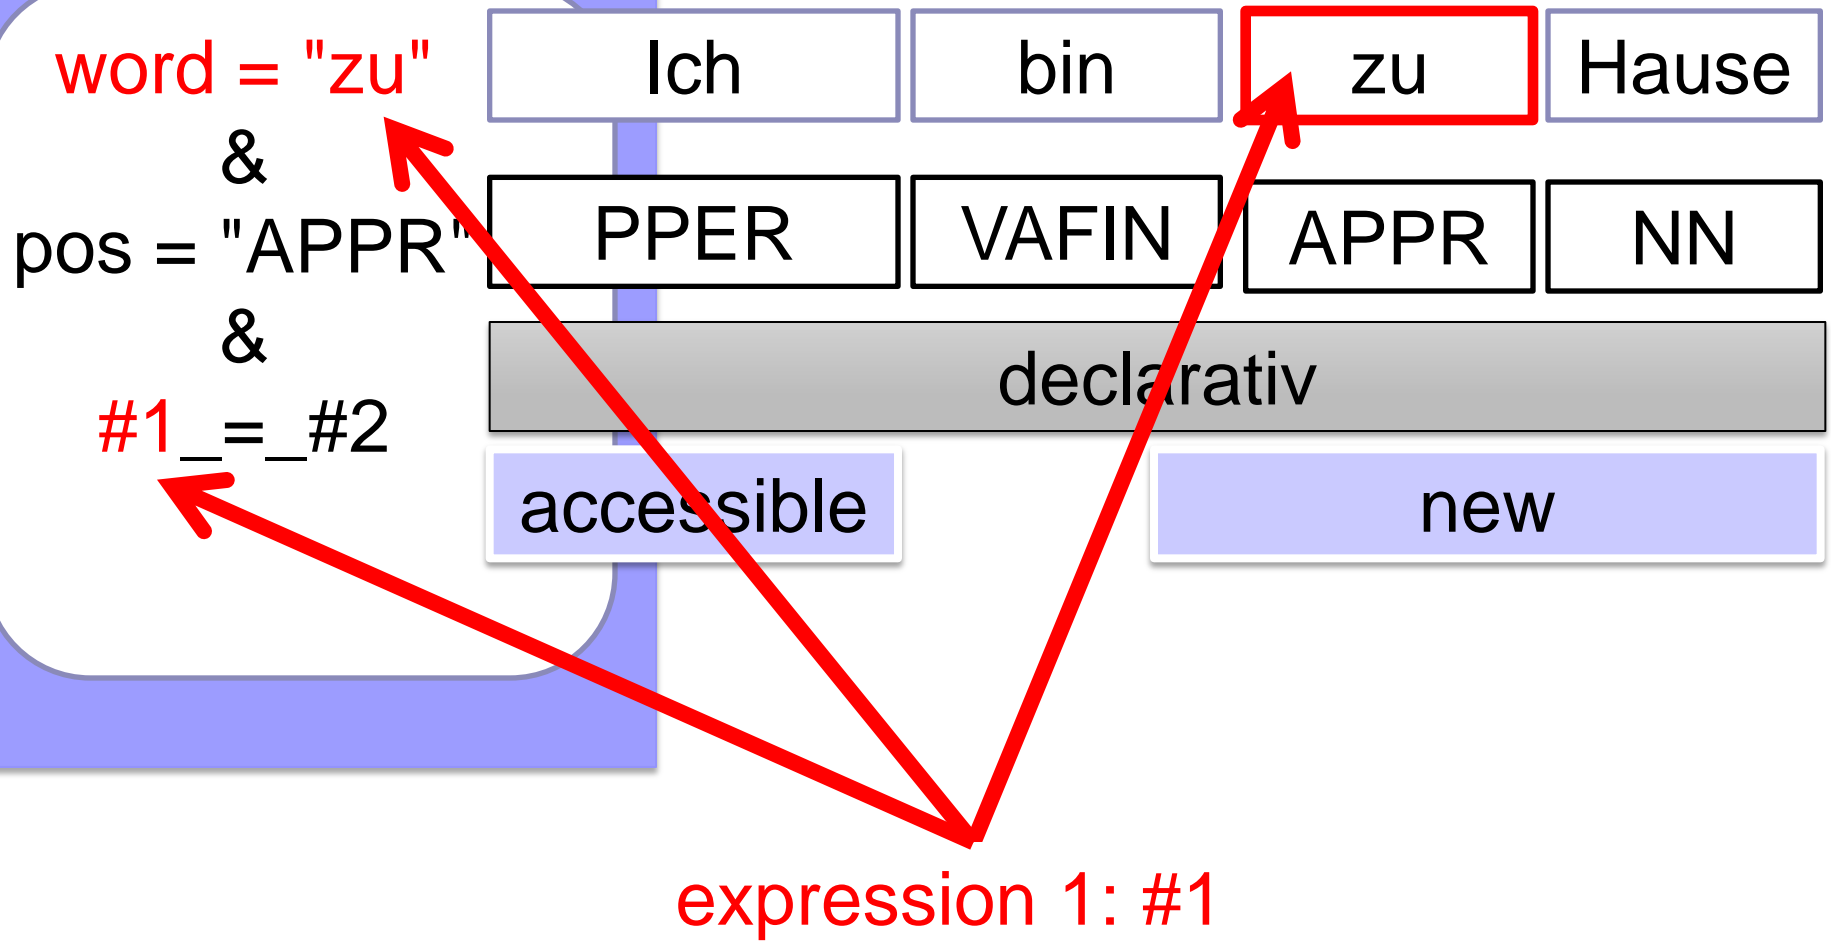 word = "zu"
&
pos = "APPR"
&
#1_=_#2
Ich bin zu Hause
PPER VAFIN APPR NN
declarativ
accessible new
expression 1: #1